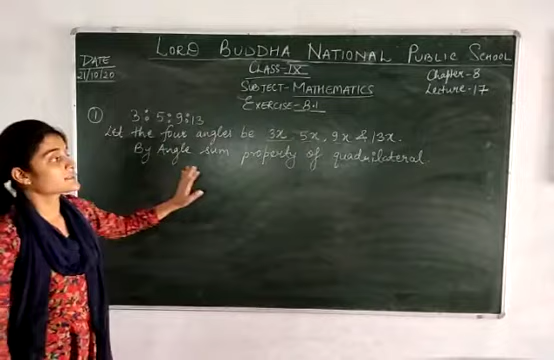 LORD BUDDHA NATIONAL PUBLIC SCHOOL
DATE
21/10/20
CLASS-IX
SUBJECT-MATHEMATICS
EXERCISE-8.1
Chapter-8
Lecture-17
① 3:5:9:13
Let the four angles be 3x, 5x, 9x & 13x.
By Angle sum property of quadrilateral.